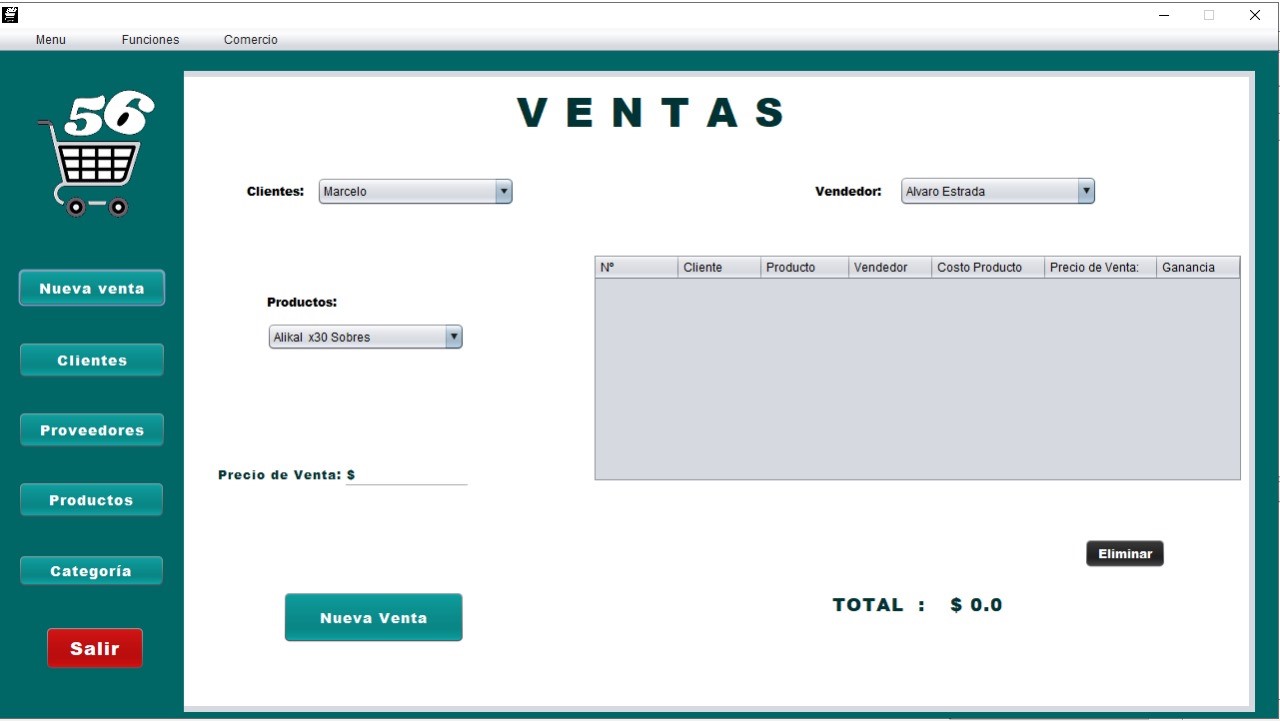 Menu Funciones Comercio
56
VENTAS
Clientes: Marcelo Vendedor: Alvaro Estrada
Nº Cliente Producto Vendedor Costo Producto Precio de Venta: Ganancia
Nueva venta
Productos:
Alikal x30 Sobres
Clientes
Proveedores
Precio de Venta: $
Productos
Eliminar
Categoría
TOTAL : $ 0.0
Nueva Venta
Salir